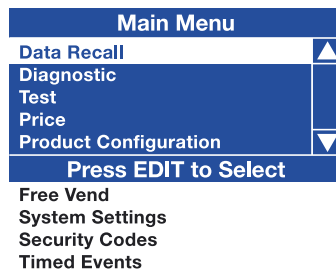 Main Menu
Data Recall
Diagnostic
Test
Price
Product Configuration
Press EDIT to Select
Free Vend
System Settings
Security Codes
Timed Events